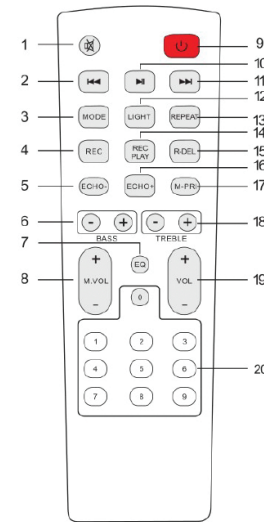 1 9
10
2 11
12
3 MODE LIGHT REPEAT 13
14
4 REC REC PLAY R-DEL 15
16
5 ECHO- ECHO+ M-PRI 17
6 - + - + 18
BASS TREBLE
7
EQ
8 + M.VOL - + VOL - 19
0
1 2 3
4 5 6 20
7 8 9